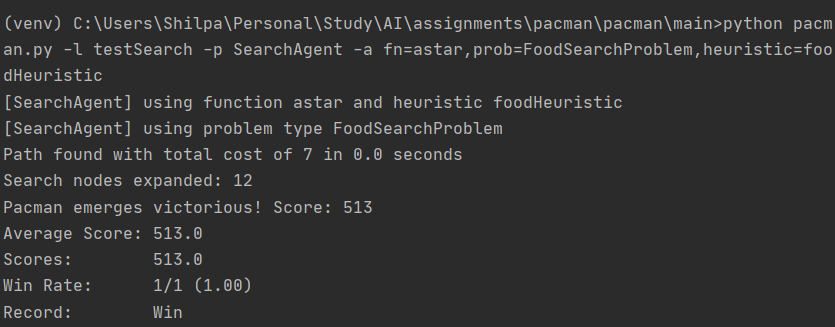 (venv) C:\Users\Shilpa\Personal\Study\AI\assignments\pacman\pacman\main>python pacm
an.py -l testSearch -p SearchAgent -a fn=astar,prob=FoodSearchProblem,heuristic=foo
dHeuristic
[SearchAgent] using function astar and heuristic foodHeuristic
[SearchAgent] using problem type FoodSearchProblem
Path found with total cost of 7 in 0.0 seconds
Search nodes expanded: 12
Pacman emerges victorious! Score: 513
Average Score: 513.0
Scores:        513.0
Win Rate:      1/1 (1.00)
Record:        Win